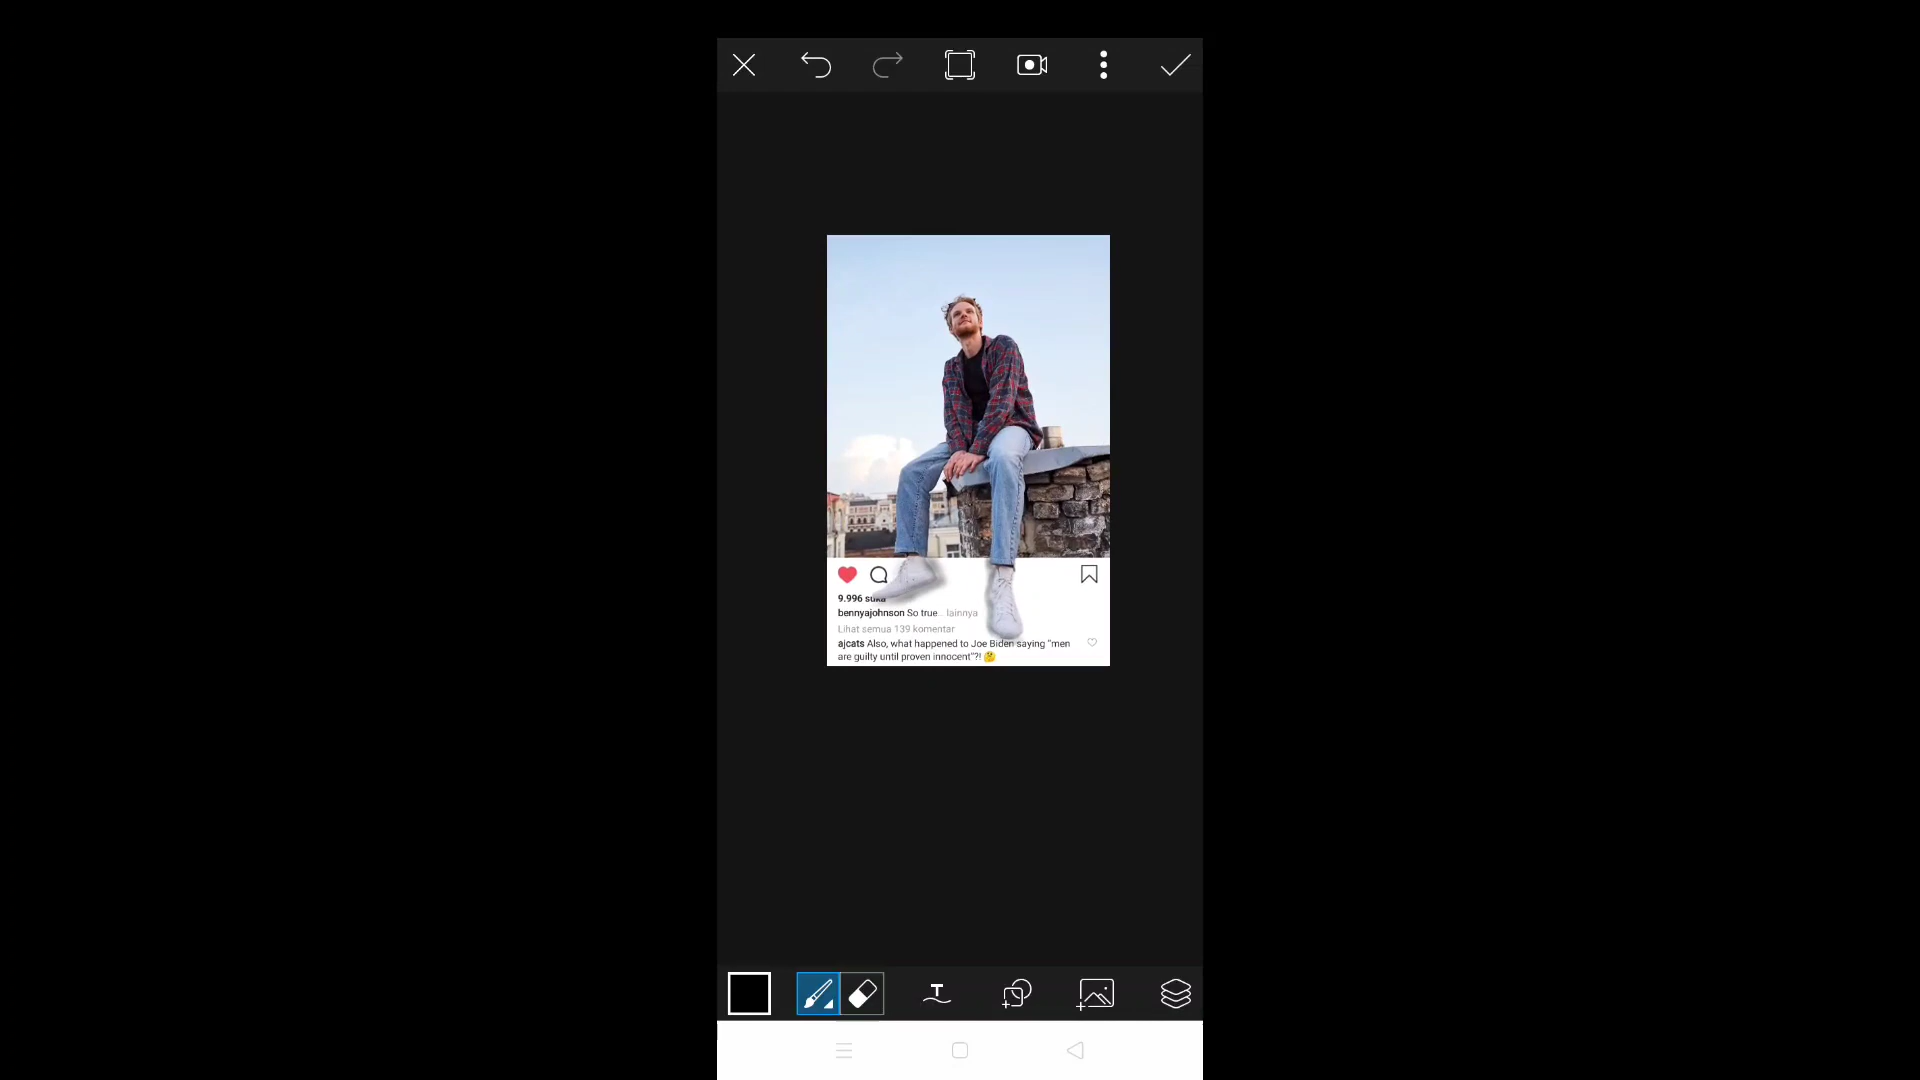 9.996 suka
bennyajohnson So true... lainnya
Lihat semua 139 komentar
ajcats Also, what happened to Joe Biden saying "men
are guilty until proven innocent"?! 🤔
T